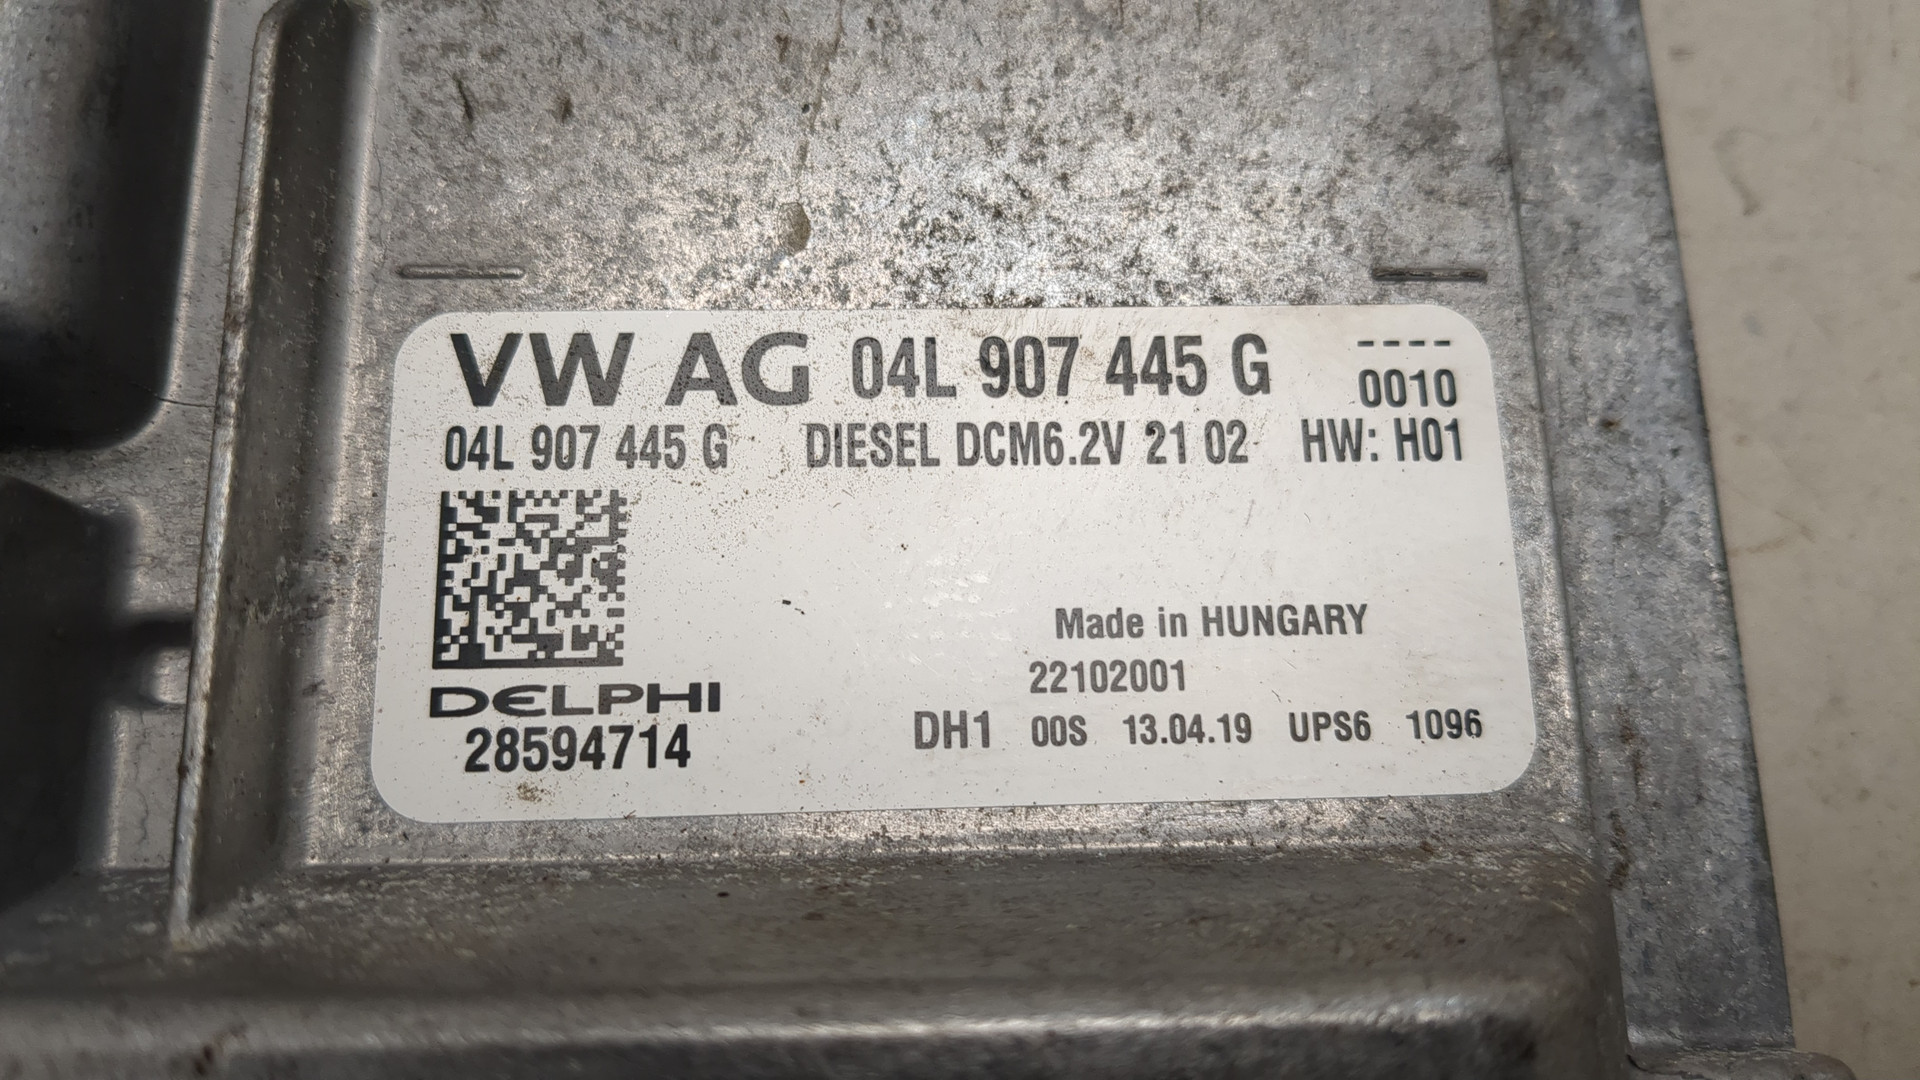 VW AG 04L 907 445 G ----
0010
04L 907 445 G DIESEL DCM6.2V 21 02 HW: H01
Made in HUNGARY
22102001
DELPHI
28594714
DH1 00S 13.04.19 UPS6 1096